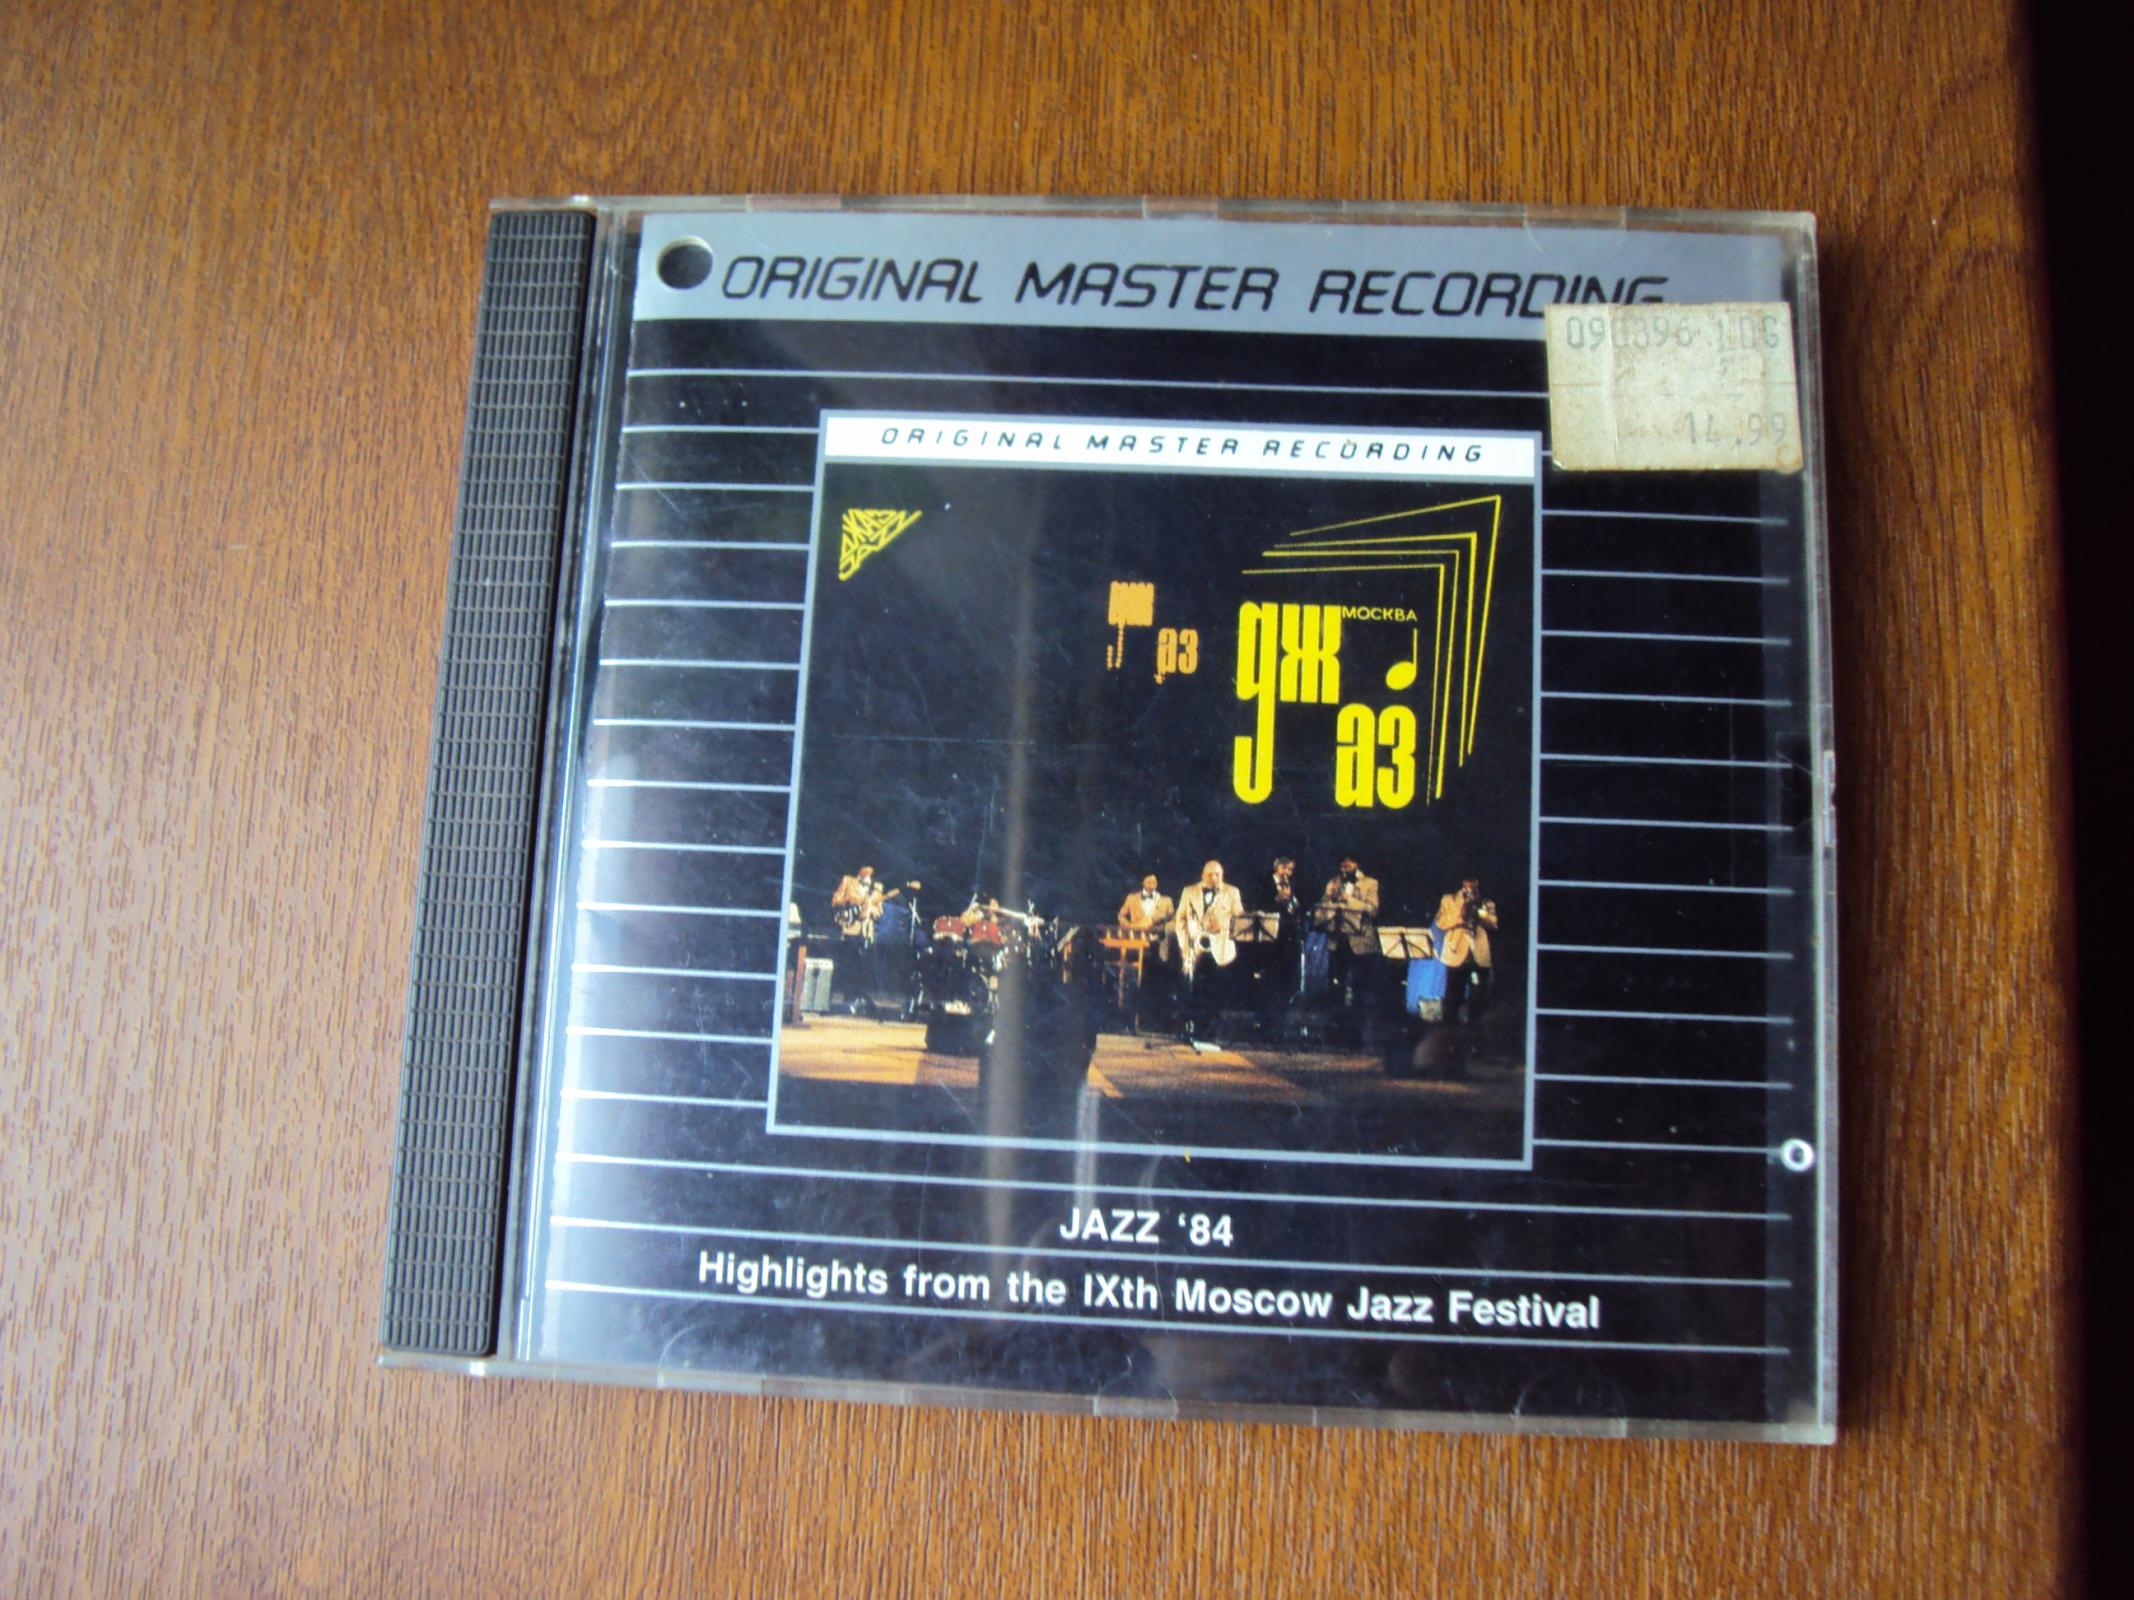 ORIGINAL MASTER RECORDING
090396 LOG
14.99
ORIGINAL MASTER RECORDING
МОСКВА
джаз
джаз
JAZZ ‘84
Highlights from the IXth Moscow Jazz Festival